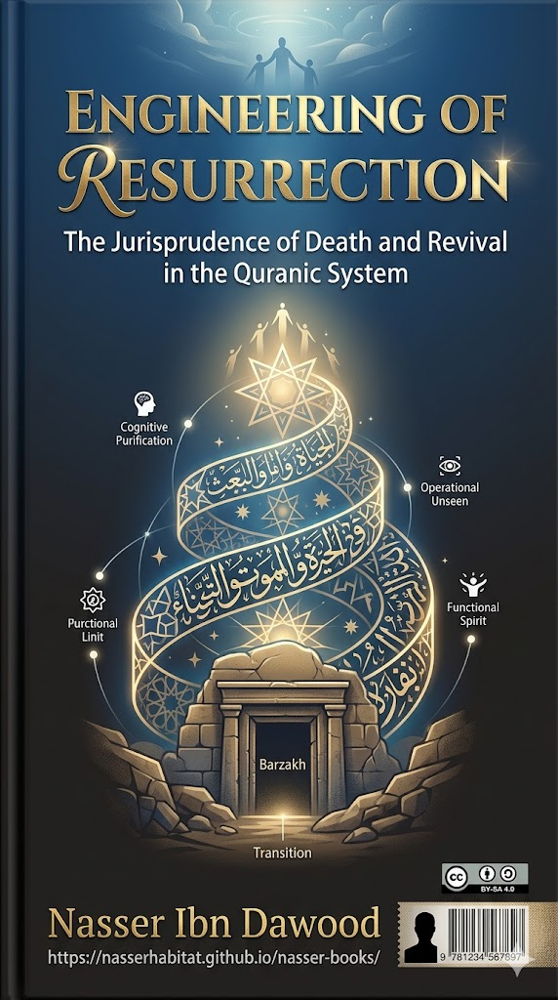 ENGINEERING OF
RESURRECTION
The Jurisprudence of Death and Revival
in the Quranic System
Cognitive
Purification
Operational
Unseen
Purctional
Linit
Functional
Spirit
Barzakh
Transition
cc
BY-SA 4.0
Nasser Ibn Dawood
https://nasserhabitat.github.io/nasser-books/
9 781234 567897